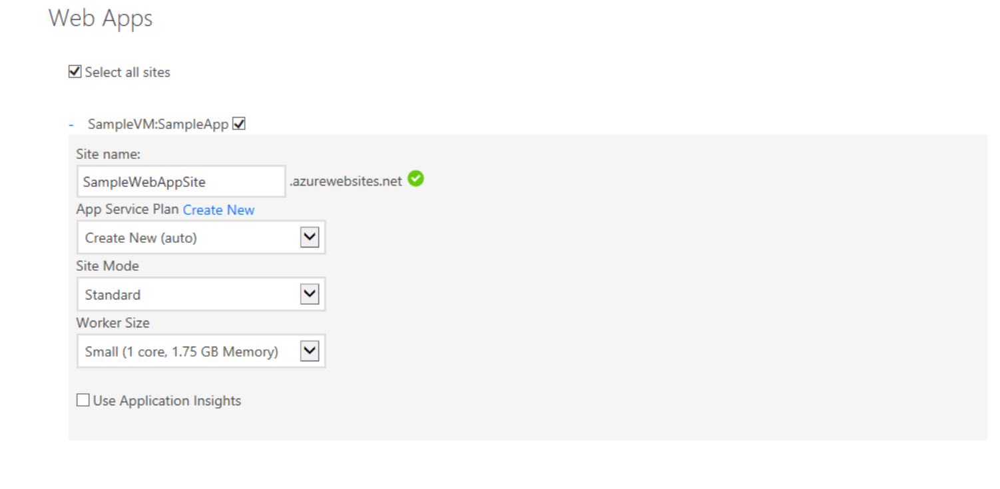 Web Apps
Select all sites
- SampleVM:SampleApp
Site name:
SampleWebAppSite .azurewebsites.net
App Service Plan Create New
Create New (auto)
Site Mode
Standard
Worker Size
Small (1 core, 1.75 GB Memory)
Use Application Insights